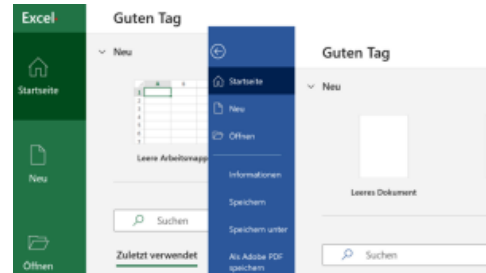 Excel
Guten Tag
Startseite
Neu
Leere Arbeitsmapp
Neu
Suchen
Zuletzt verwendet
Öffnen
Startseite
Neu
Öffnen
Informationen
Speichern
Speichern unter
Als Adobe PDF
speichern
Guten Tag
Neu
Leeres Dokument
Suchen